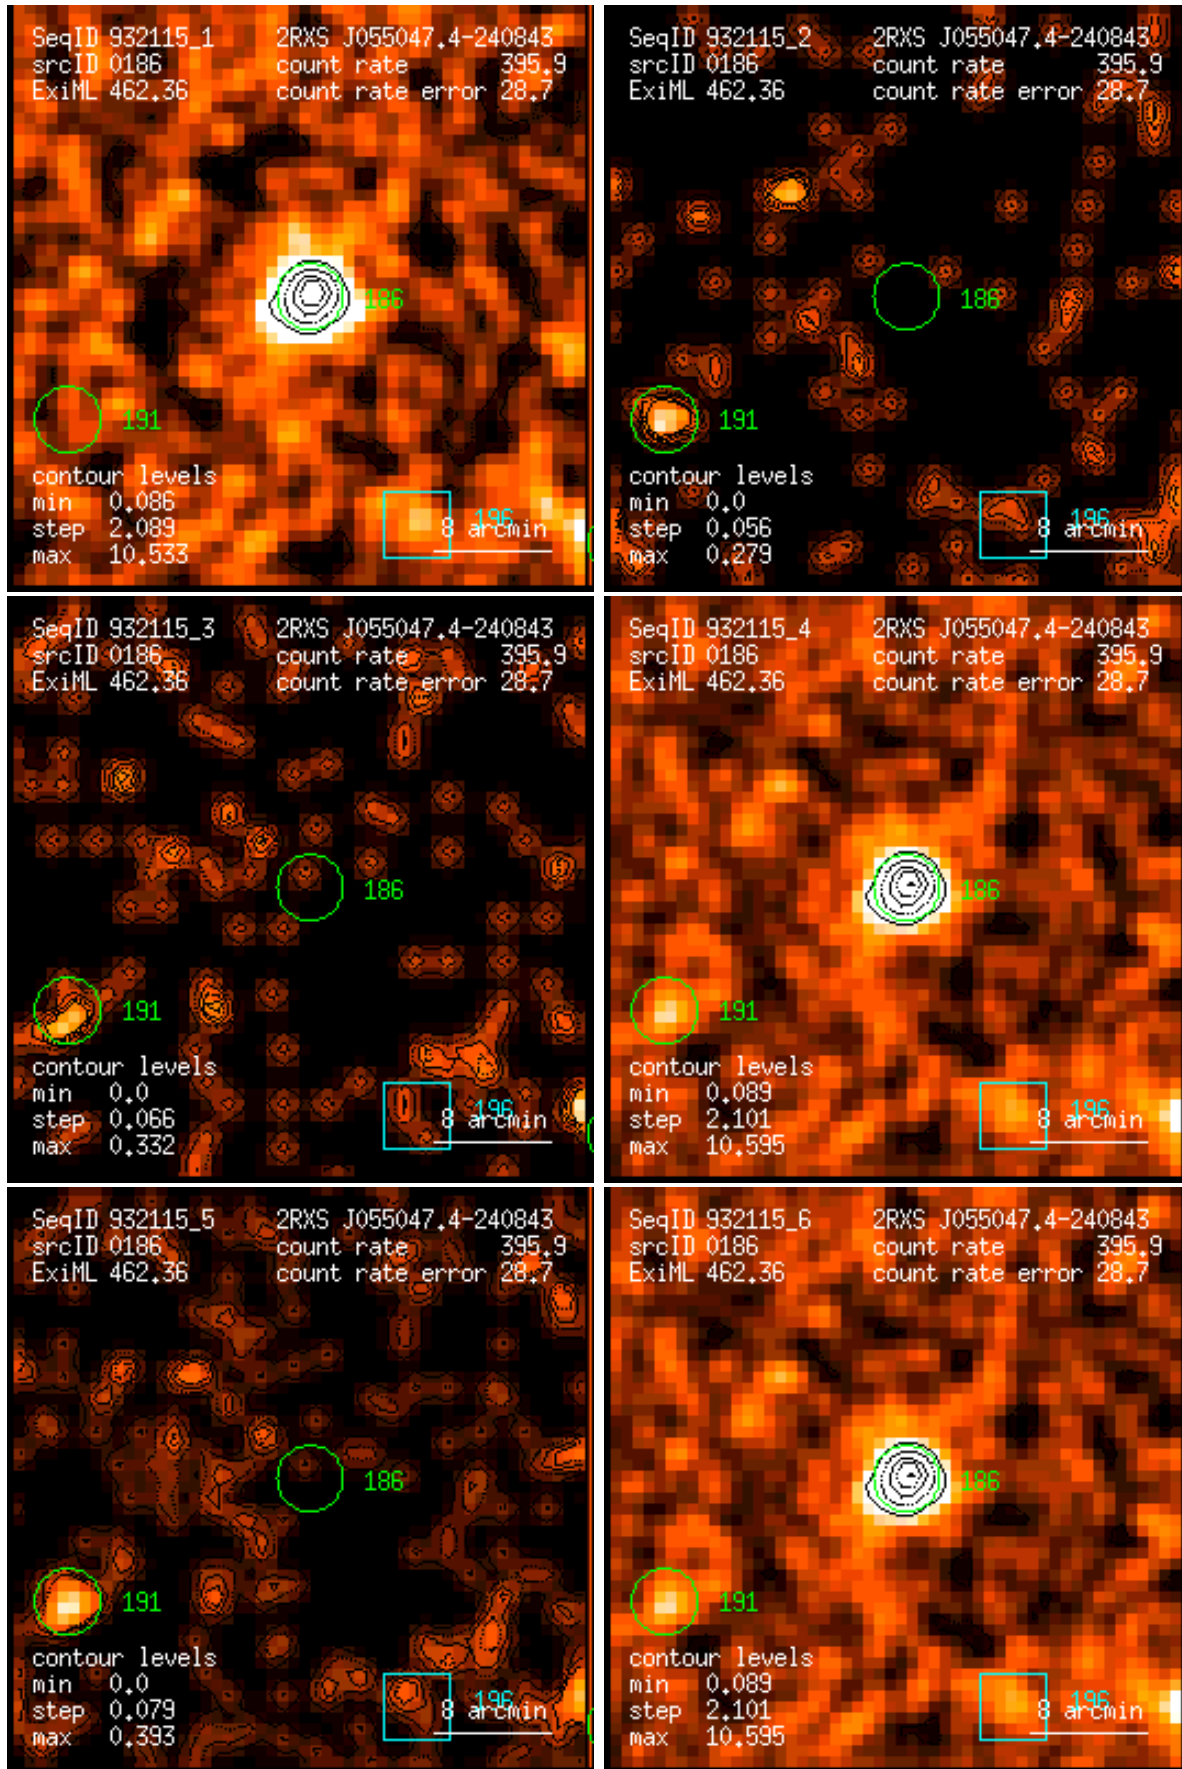 SeqID 932115_1 2RXS J055047.4-240843
srcID 0186 count rate 395.9
ExiML 462.36 count rate error 28.7
186
191
contour levels
min 0.086
196
step 2.089 8 arcmin
max 10.533
SeqID 932115_2 2RXS J055047.4-240843
srcID 0186 count rate 395.9
ExiML 462.36 count rate error 28.7
186
191
contour levels
min 0.0
196
step 0.056 8 arcmin
max 0.279
SeqID 932115_3 2RXS J055047.4-240843
srcID 0186 count rate 395.9
ExiML 462.36 count rate error 28.7
186
191
contour levels
min 0.0
196
step 0.066 8 arcmin
max 0.332
SeqID 932115_4 2RXS J055047.4-240843
srcID 0186 count rate 395.9
ExiML 462.36 count rate error 28.7
186
191
contour levels
min 0.089
196
step 2.101 8 arcmin
max 10.595
SeqID 932115_5 2RXS J055047.4-240843
srcID 0186 count rate 395.9
ExiML 462.36 count rate error 28.7
186
191
contour levels
min 0.0
196
step 0.079 8 arcmin
max 0.393
SeqID 932115_6 2RXS J055047.4-240843
srcID 0186 count rate 395.9
ExiML 462.36 count rate error 28.7
186
191
contour levels
min 0.089
196
step 2.101 8 arcmin
max 10.595